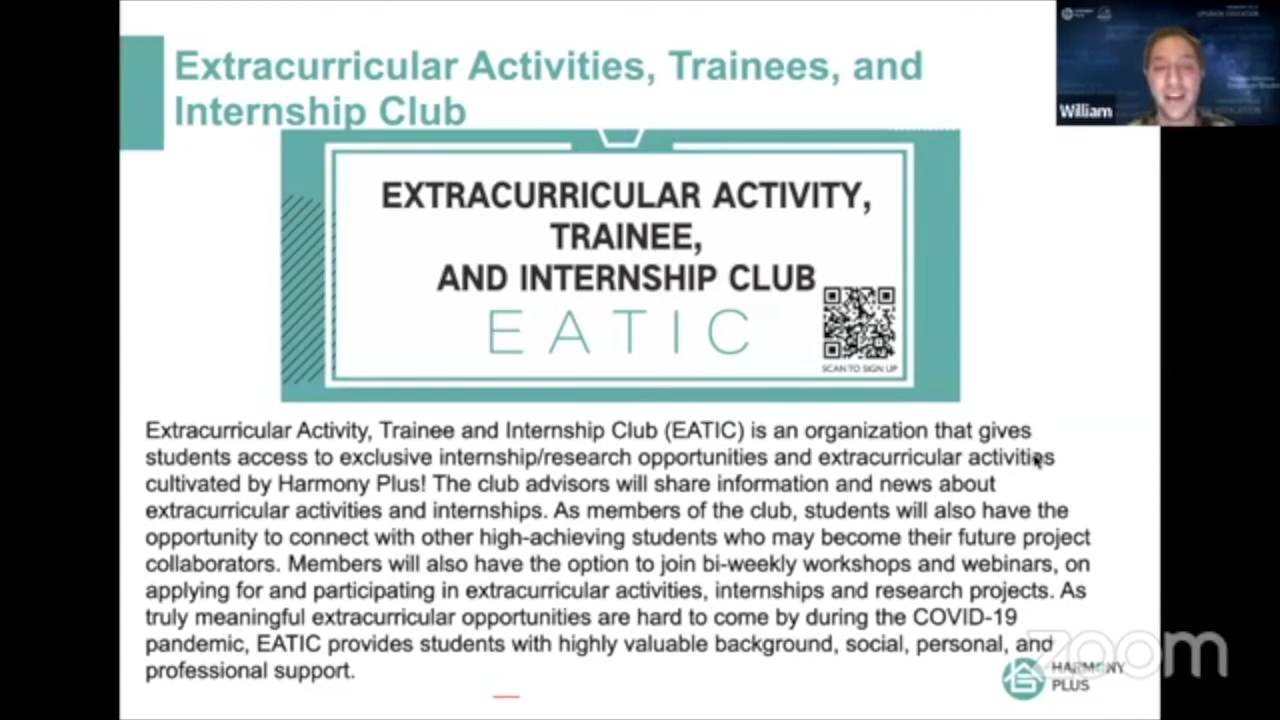 Extracurricular Activities, Trainees, and
Internship Club
William
EXTRACURRICULAR ACTIVITY,
TRAINEE,
AND INTERNSHIP CLUB
EATIC
SCAN TO SIGN UP
Extracurricular Activity, Trainee and Internship Club (EATIC) is an organization that gives
students access to exclusive internship/research opportunities and extracurricular activities
cultivated by Harmony Plus! The club advisors will share information and news about
extracurricular activities and internships. As members of the club, students will also have the
opportunity to connect with other high-achieving students who may become their future project
collaborators. Members will also have the option to join bi-weekly workshops and webinars, on
applying for and participating in extracurricular activities, internships and research projects. As
truly meaningful extracurricular opportunities are hard to come by during the COVID-19
pandemic, EATIC provides students with highly valuable background, social, personal, and
professional support.
zoom
HARMONY
PLUS